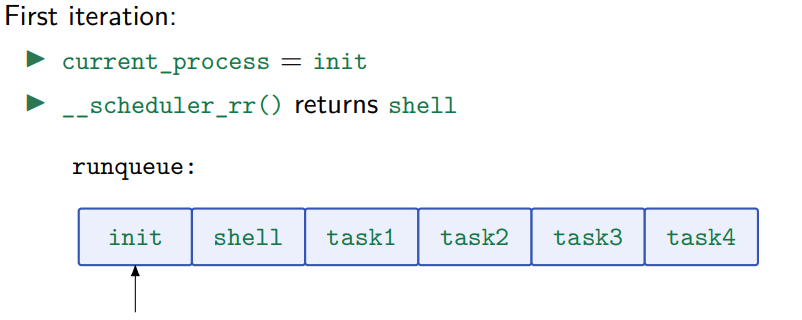 First iteration:
▶ current_process = init
▶ __scheduler_rr() returns shell
runqueue:
init shell task1 task2 task3 task4